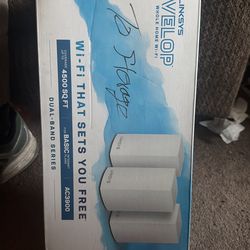 LINKSYS
VELOP
WHOLE HOME WI-FI
To Storage
WI-FI THAT SETS YOU FREE
4500 SQ FT
BASIC
AC3900
DUAL-BAND SERIES